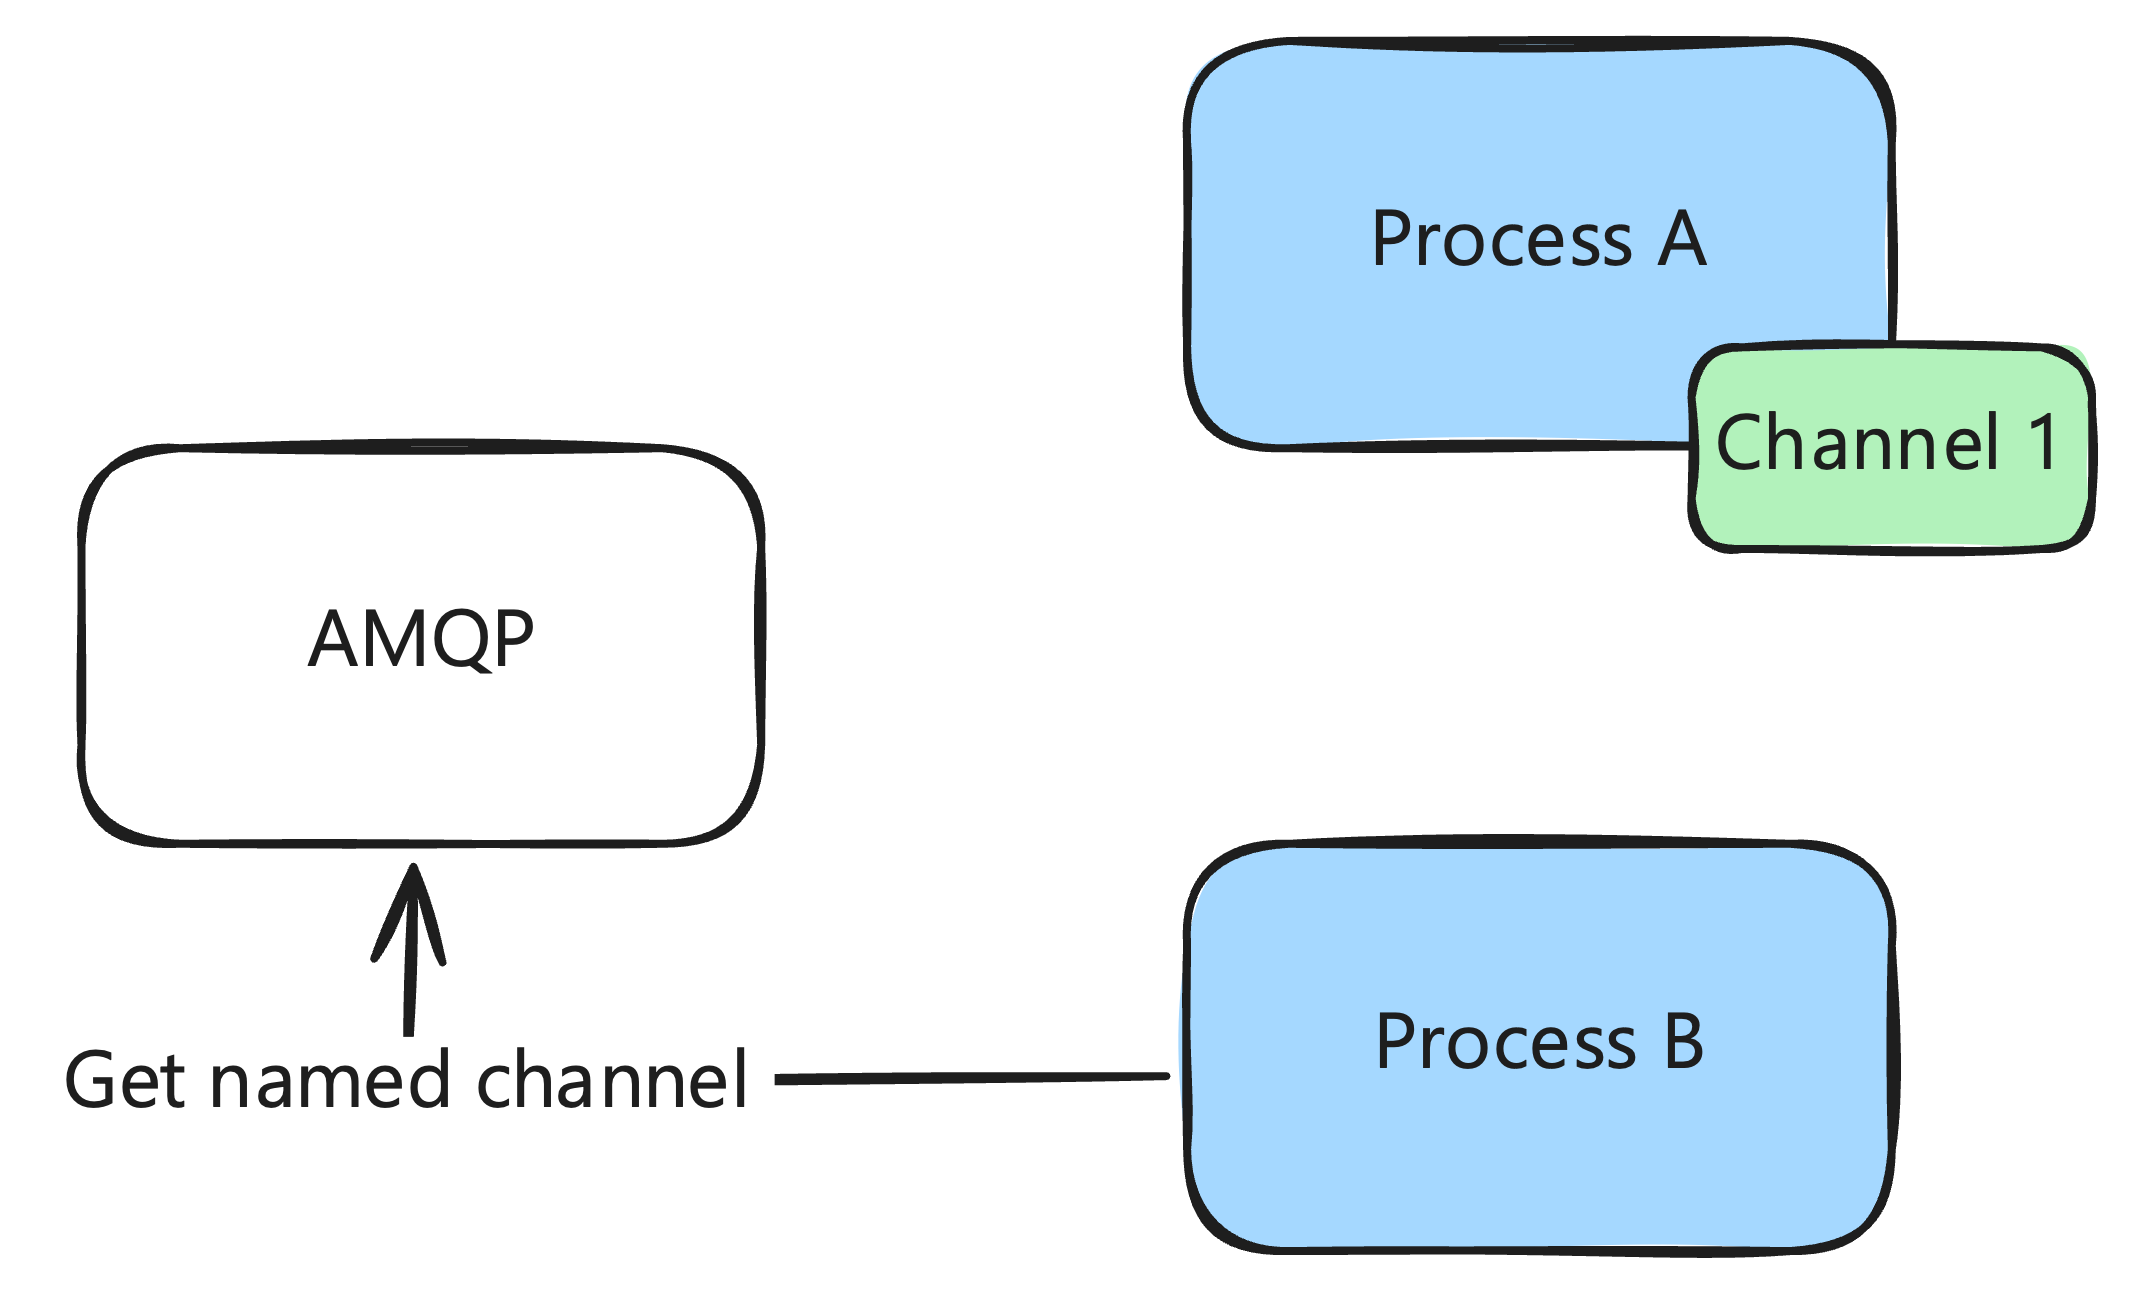 Process A
Channel 1
AMQP
Process B
Get named channel